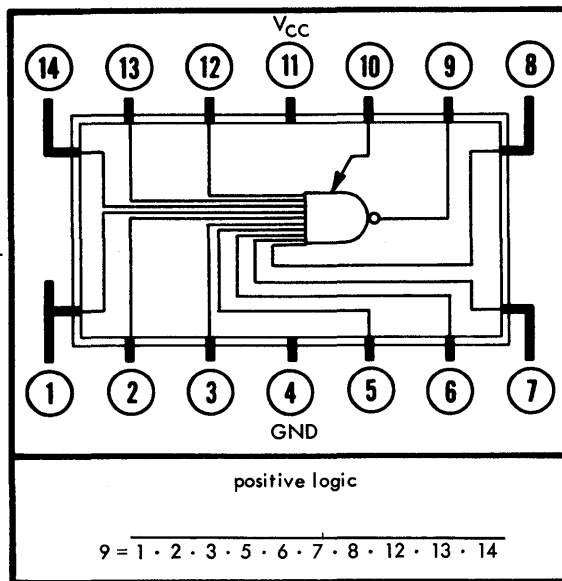 VCC
14 13 12 11 10 9 8
1 2 3 4 5 6 7
GND
positive logic
9 = 1 · 2 · 3 · 5 · 6 · 7 · 8 · 12 · 13 · 14